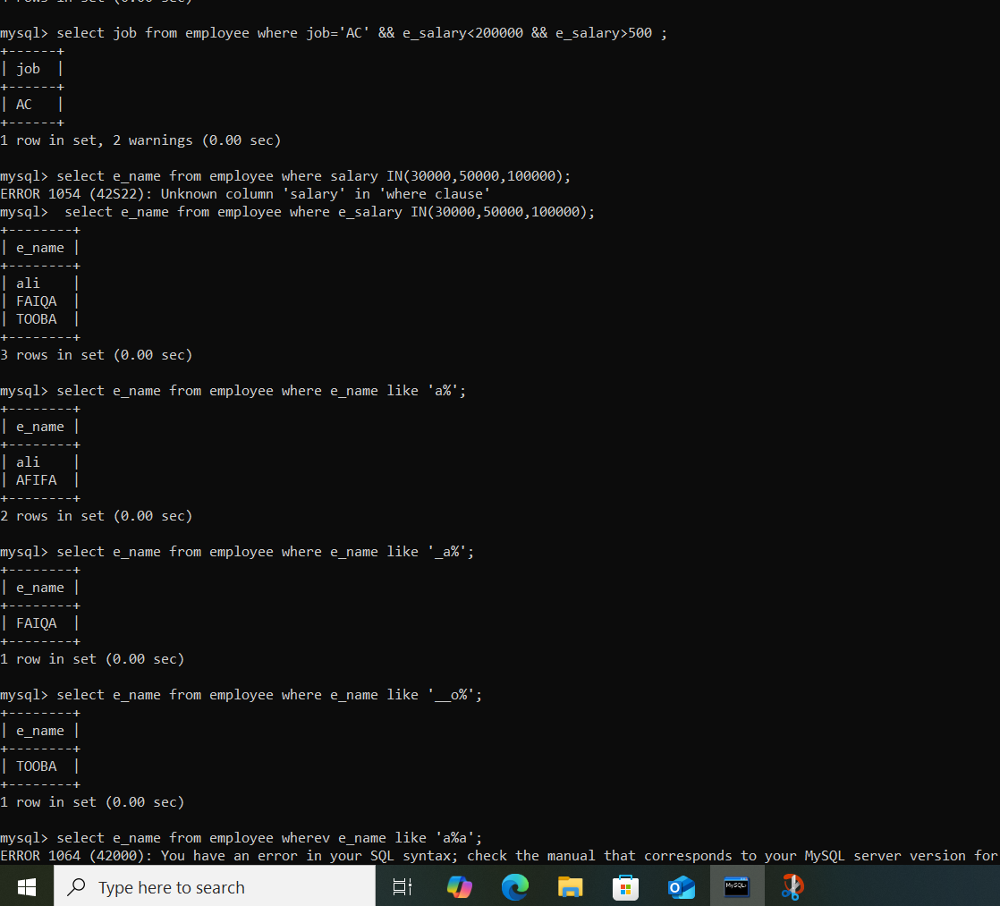 mysql> select job from employee where job='AC' && e_salary<200000 && e_salary>500 ;
+------+
| job  |
+------+
| AC   |
+------+
1 row in set, 2 warnings (0.00 sec)
mysql> select e_name from employee where salary IN(30000,50000,100000);
ERROR 1054 (42S22): Unknown column 'salary' in 'where clause'
mysql>  select e_name from employee where e_salary IN(30000,50000,100000);
+--------+
| e_name |
+--------+
| ali    |
| FAIQA  |
| TOOBA  |
+--------+
3 rows in set (0.00 sec)
mysql> select e_name from employee where e_name like 'a%';
+--------+
| e_name |
+--------+
| ali    |
| AFIFA  |
+--------+
2 rows in set (0.00 sec)
mysql> select e_name from employee where e_name like '_a%';
+--------+
| e_name |
+--------+
| FAIQA  |
+--------+
1 row in set (0.00 sec)
mysql> select e_name from employee where e_name like '__o%';
+--------+
| e_name |
+--------+
| TOOBA  |
+--------+
1 row in set (0.00 sec)
mysql> select e_name from employee wherev e_name like 'a%a';
ERROR 1064 (42000): You have an error in your SQL syntax; check the manual that corresponds to your MySQL server version for
Type here to search